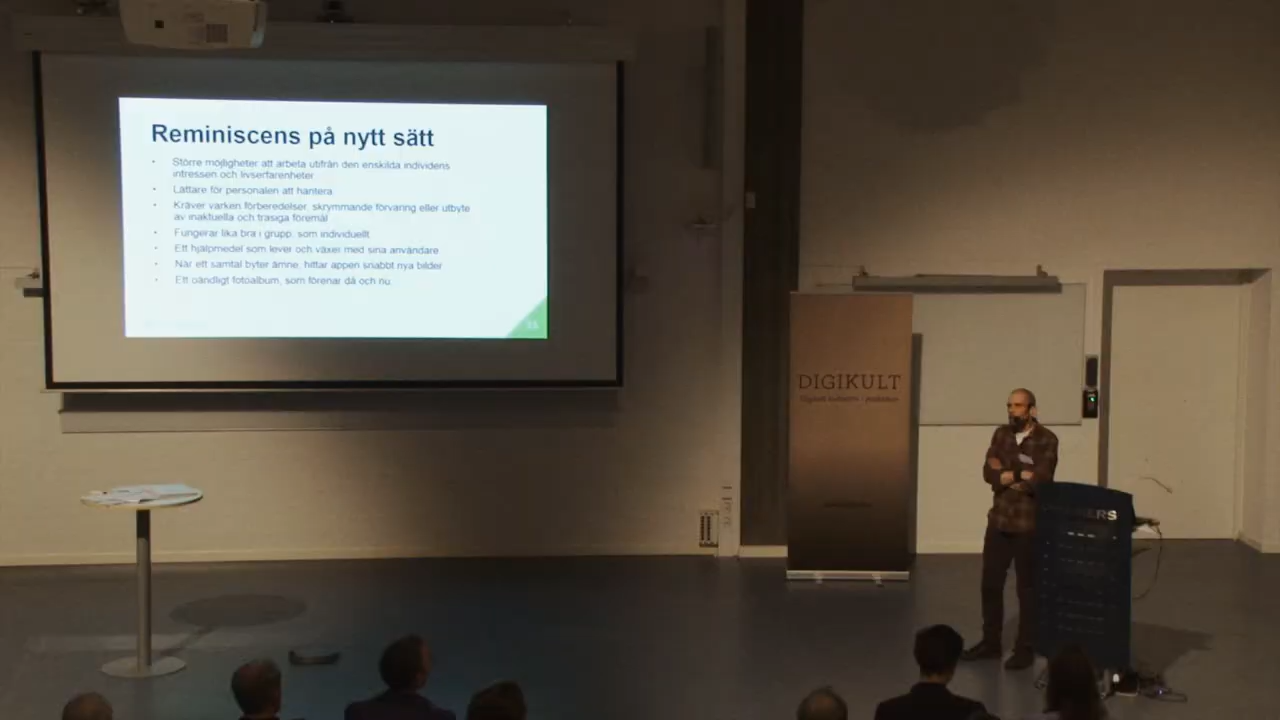 Reminiscens på nytt sätt
Större möjligheter att arbeta utifrån den enskilda individens
intressen och livserfarenheter
Lättare för personalen att hantera
Kräver varken förberedelser, skrymmande förvaring eller utbyte
av inaktuella och trasiga föremål
Fungerar lika bra i grupp, som individuellt
Ett hjälpmedel som lever och växer med sina användare
När ett samtal byter ämne, hittar appen snabbt nya bilder
Ett oändligt fotoalbum, som förenar då och nu
DIGIKULT